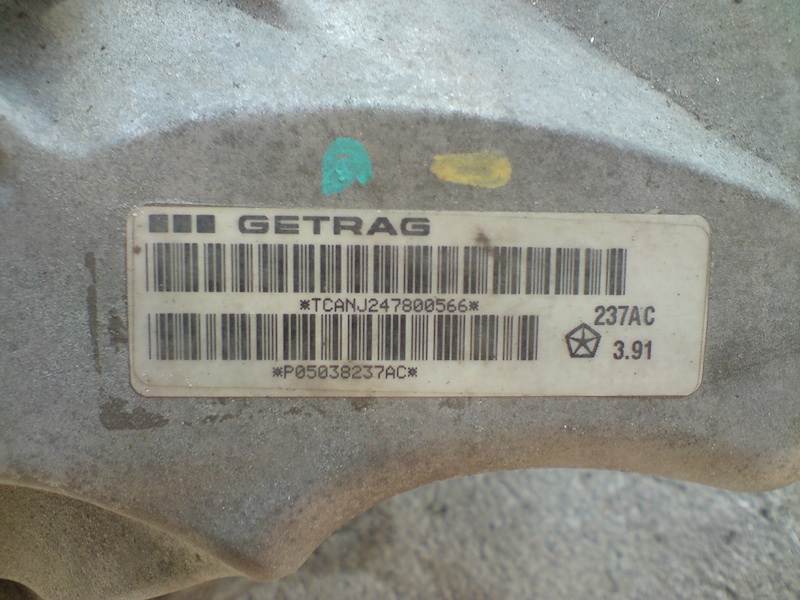 GETRAG
*TCANJ247800566*
237AC
3.91
*P05038237AC*